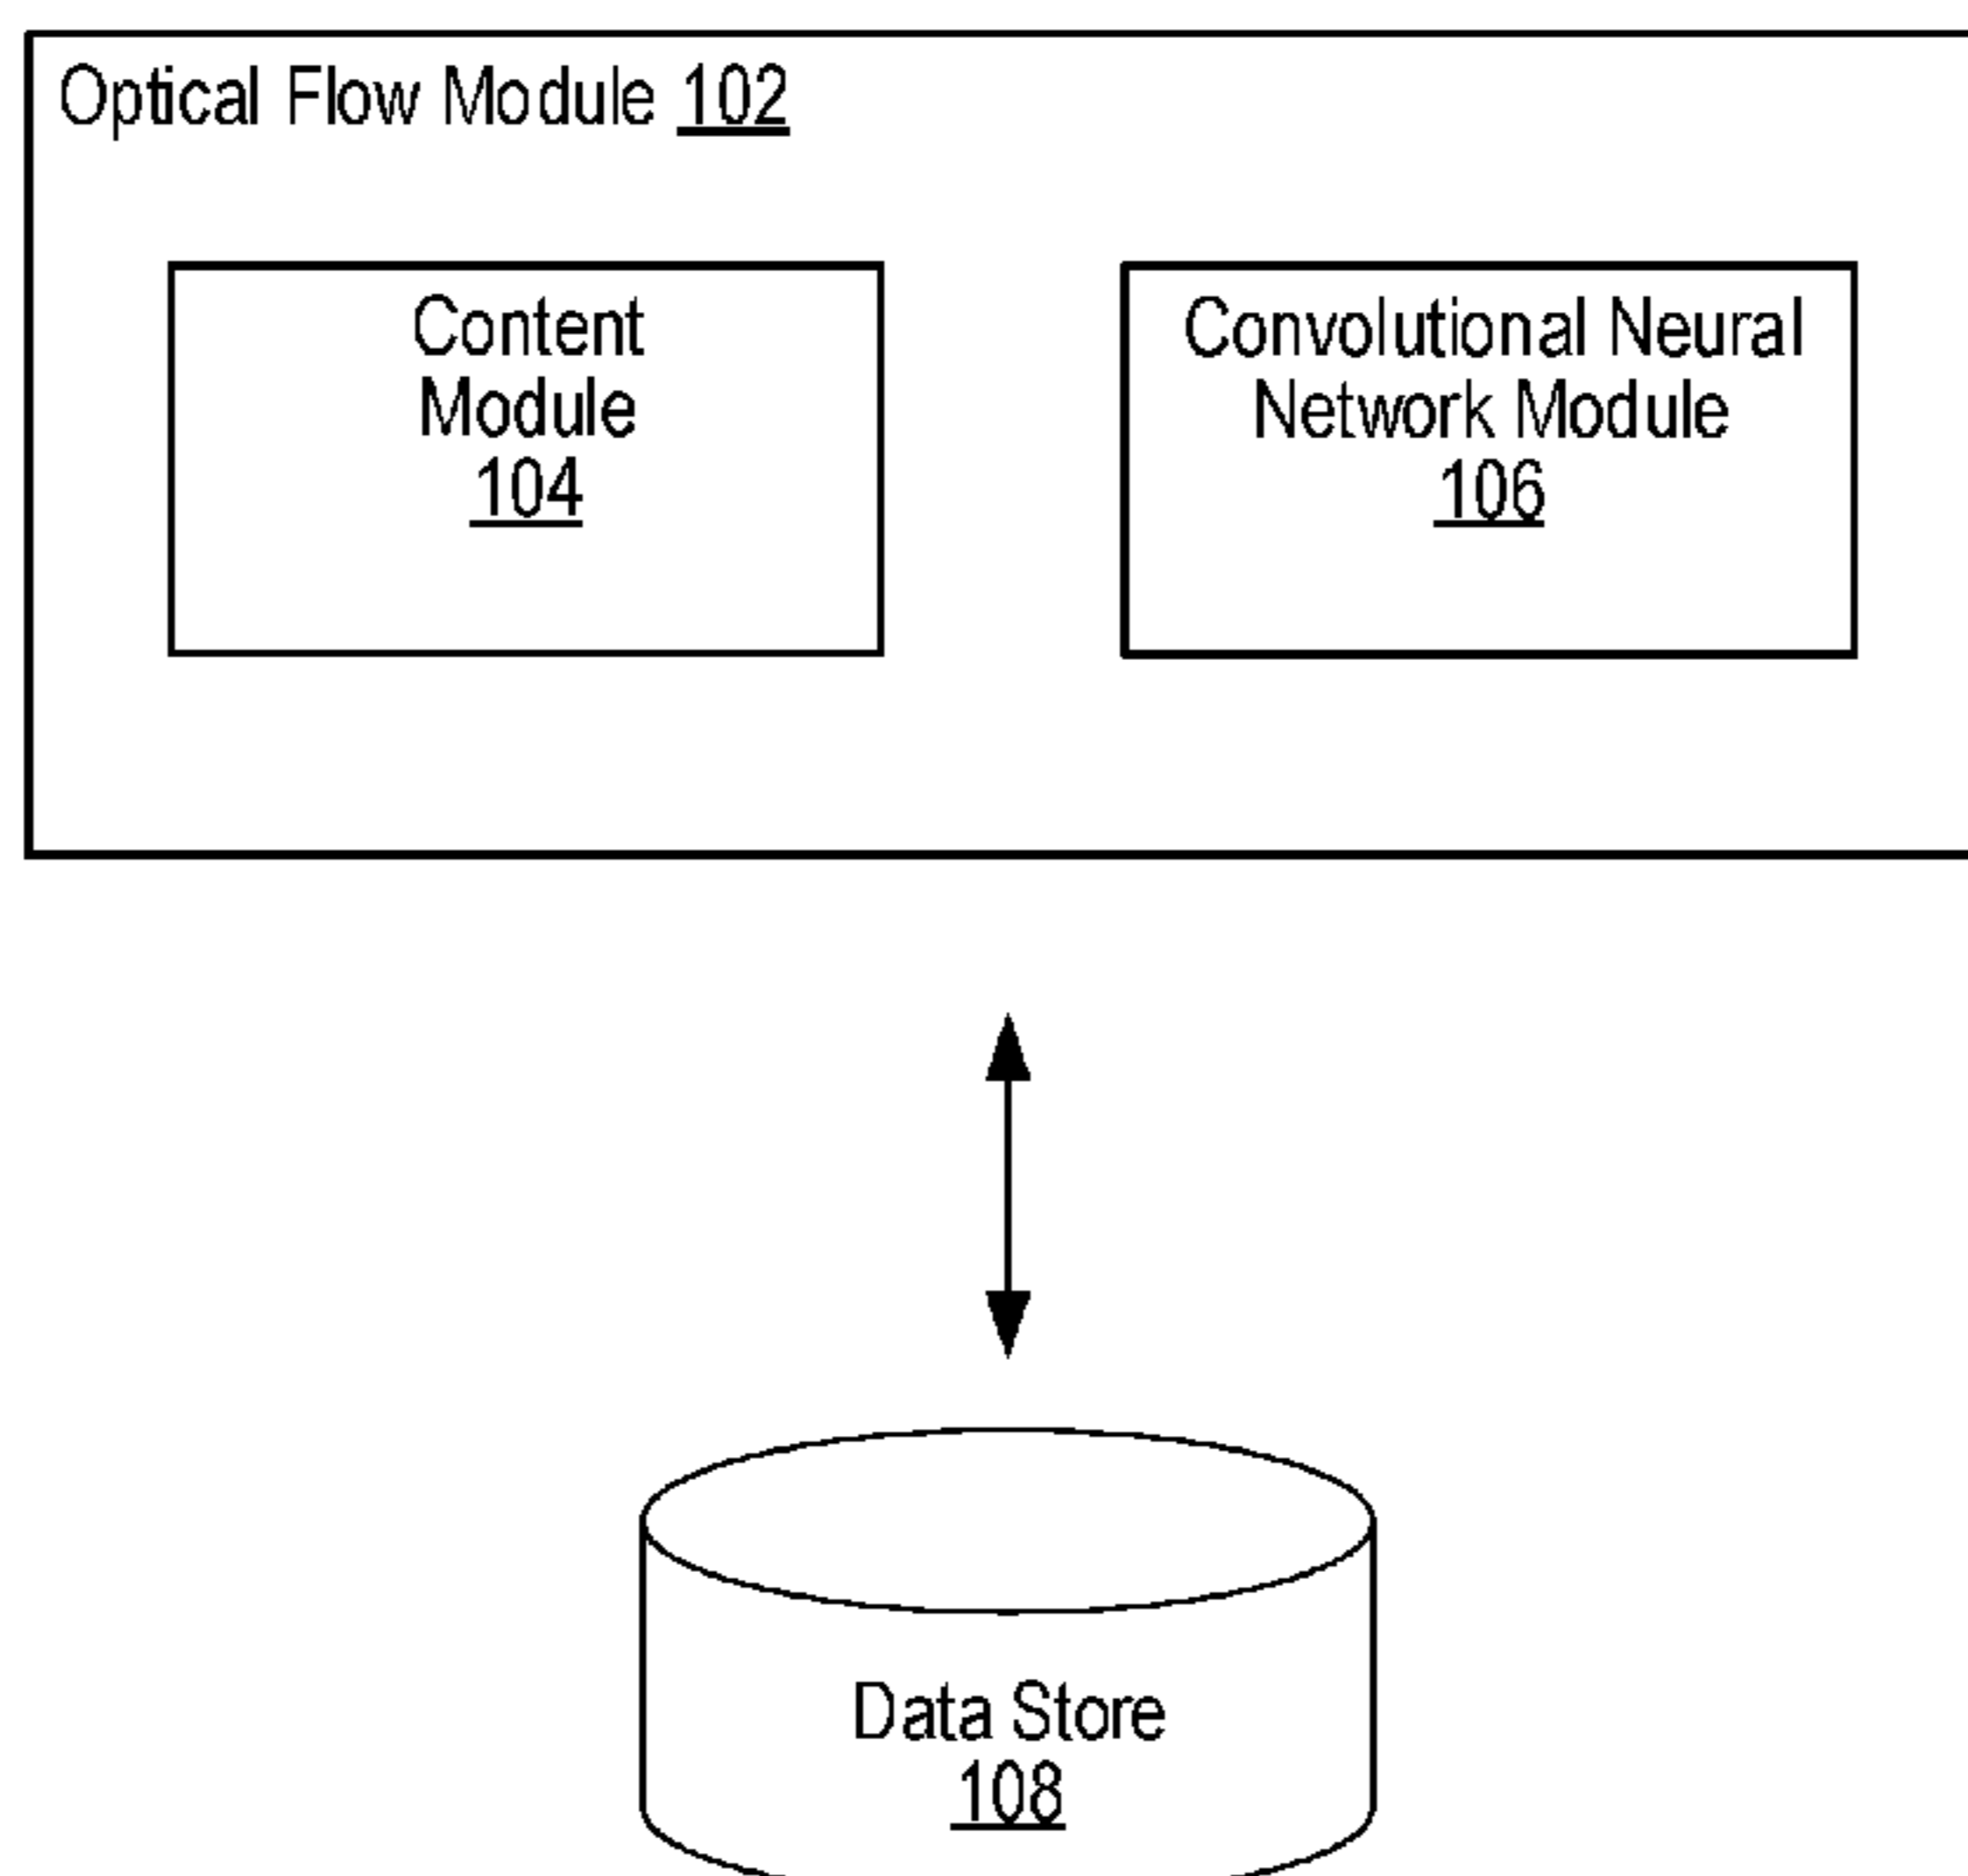 Optical Flow Module 102
Content
Module
104
Convolutional Neural
Network Module
106
Data Store
108